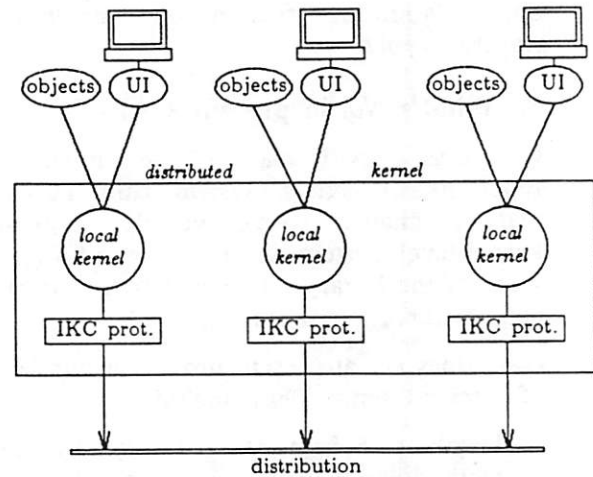 objects UI objects UI objects UI
distributed kernel
local local local
kernel kernel kernel
IKC prot. IKC prot. IKC prot.
distribution